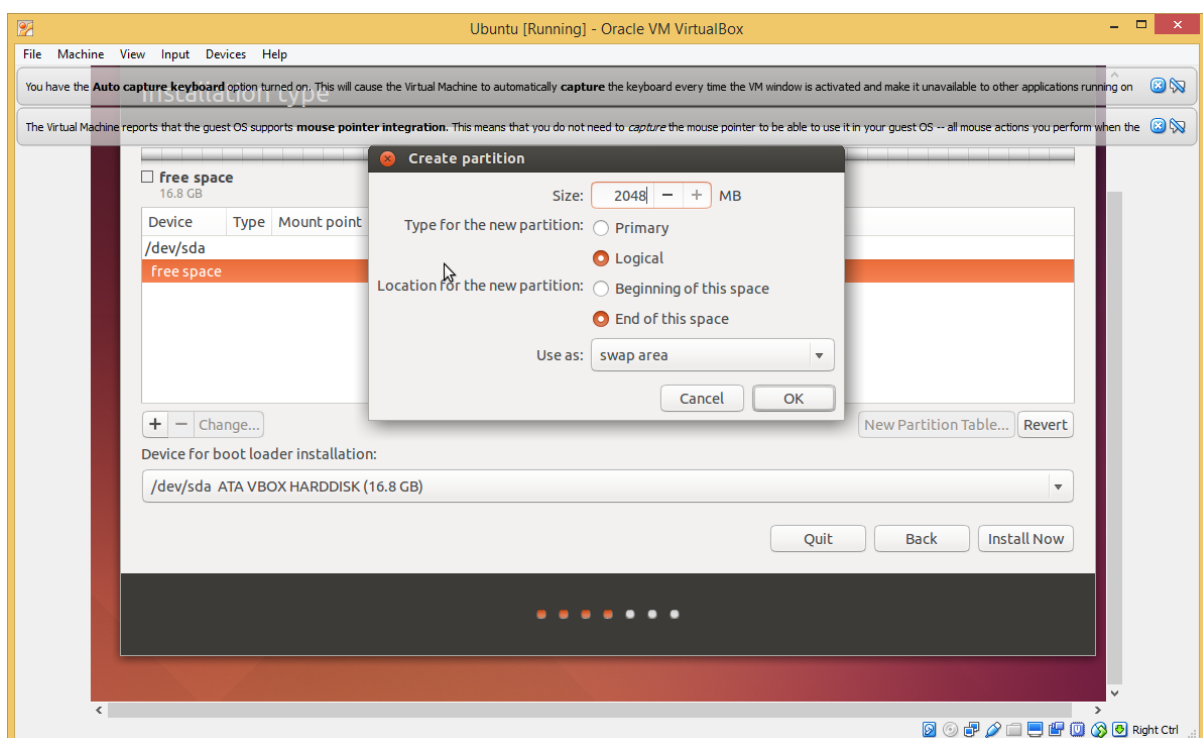 Ubuntu [Running] - Oracle VM VirtualBox
File Machine View Input Devices Help
You have the Auto capture keyboard option turned on. This will cause the Virtual Machine to automatically capture the keyboard every time the VM window is activated and make it unavailable to other applications running on
Installation type
The Virtual Machine reports that the guest OS supports mouse pointer integration. This means that you do not need to capture the mouse pointer to be able to use it in your guest OS -- all mouse actions you perform when the
Create partition
free space
16.8 GB
Size: 2048 MB
Device Type Mount point
Type for the new partition: Primary
/dev/sda
Logical
free space
Location for the new partition: Beginning of this space
End of this space
Use as: swap area
Cancel OK
+ − Change... New Partition Table... Revert
Device for boot loader installation:
/dev/sda ATA VBOX HARDDISK (16.8 GB)
Quit Back Install Now
Right Ctrl